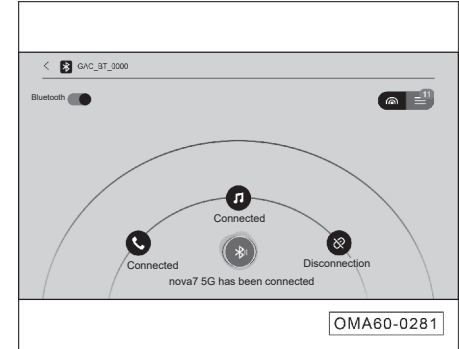 GAC_BT_0000
Bluetooth
11
Connected
Connected
Disconnection
nova7 5G has been connected
OMA60-0281